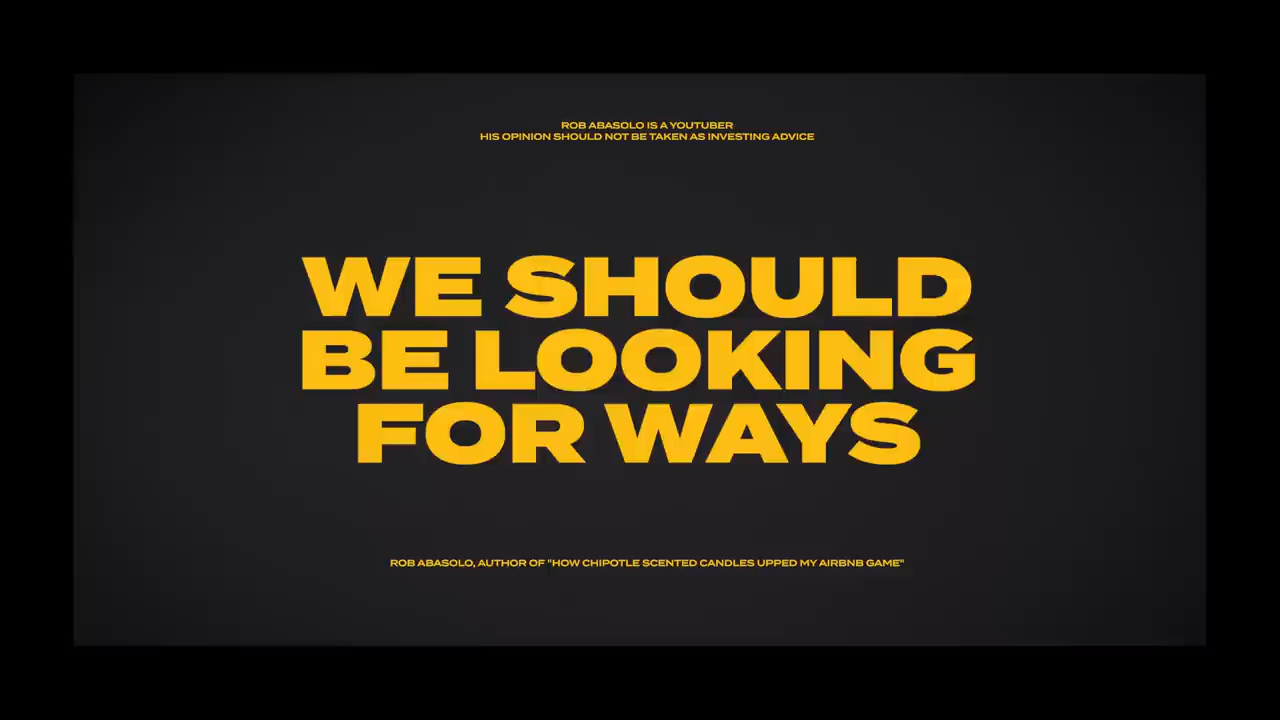 ROB ABASOLO IS A YOUTUBER
HIS OPINION SHOULD NOT BE TAKEN AS INVESTING ADVICE
WE SHOULD
BE LOOKING
FOR WAYS
ROB ABASOLO, AUTHOR OF "HOW CHIPOTLE SCENTED CANDLES UPPED MY AIRBNB GAME"